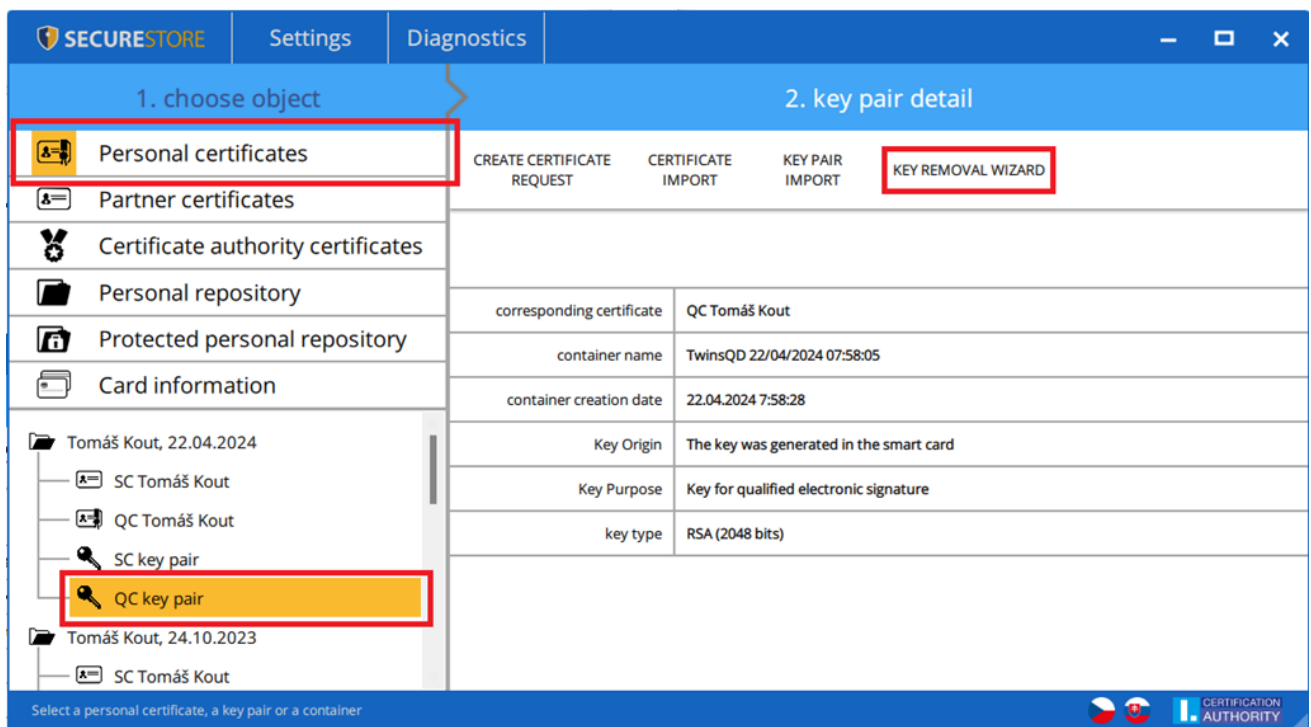 SECURESTORE
Settings
Diagnostics
1. choose object
2. key pair detail
Personal certificates
Partner certificates
Certificate authority certificates
Personal repository
Protected personal repository
Card information
Tomáš Kout, 22.04.2024
SC Tomáš Kout
QC Tomáš Kout
SC key pair
QC key pair
Tomáš Kout, 24.10.2023
SC Tomáš Kout
CREATE CERTIFICATE
REQUEST
CERTIFICATE
IMPORT
KEY PAIR
IMPORT
KEY REMOVAL WIZARD
corresponding certificate QC Tomáš Kout
container name TwinsQD 22/04/2024 07:58:05
container creation date 22.04.2024 7:58:28
Key Origin The key was generated in the smart card
Key Purpose Key for qualified electronic signature
key type RSA (2048 bits)
Select a personal certificate, a key pair or a container
I. CERTIFICATION
AUTHORITY